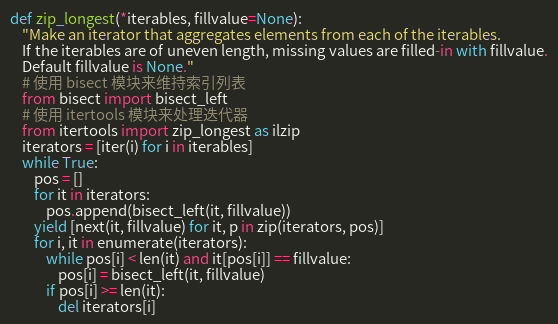 def zip_longest(*iterables, fillvalue=None):
"Make an iterator that aggregates elements from each of the iterables.
If the iterables are of uneven length, missing values are filled-in with fillvalue.
Default fillvalue is None."
# 使用 bisect 模块来维持索引列表
from bisect import bisect_left
# 使用 itertools 模块来处理迭代器
from itertools import zip_longest as ilzip
iterators = [iter(i) for i in iterables]
while True:
pos = []
for it in iterators:
pos.append(bisect_left(it, fillvalue))
yield [next(it, fillvalue) for it, p in zip(iterators, pos)]
for i, it in enumerate(iterators):
while pos[i] < len(it) and it[pos[i]] == fillvalue:
pos[i] = bisect_left(it, fillvalue)
if pos[i] >= len(it):
del iterators[i]